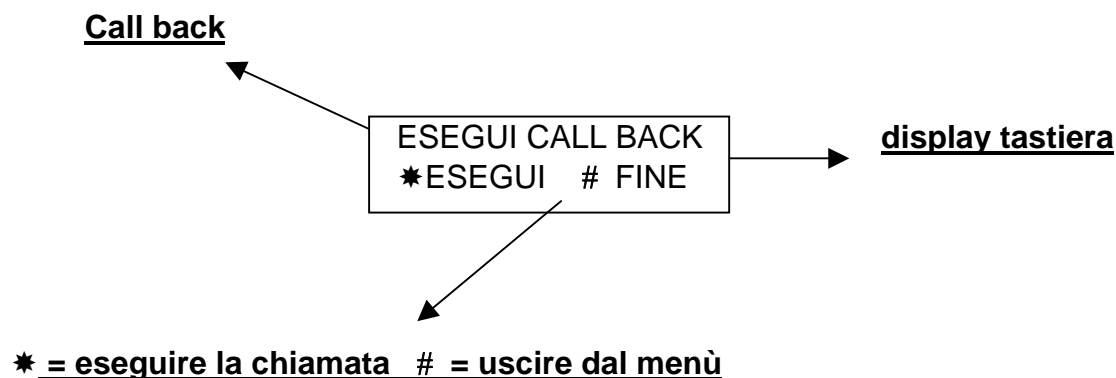 Call back
ESEGUI CALL BACK
display tastiera
✷ESEGUI # FINE
✷ = eseguire la chiamata # = uscire dal menù